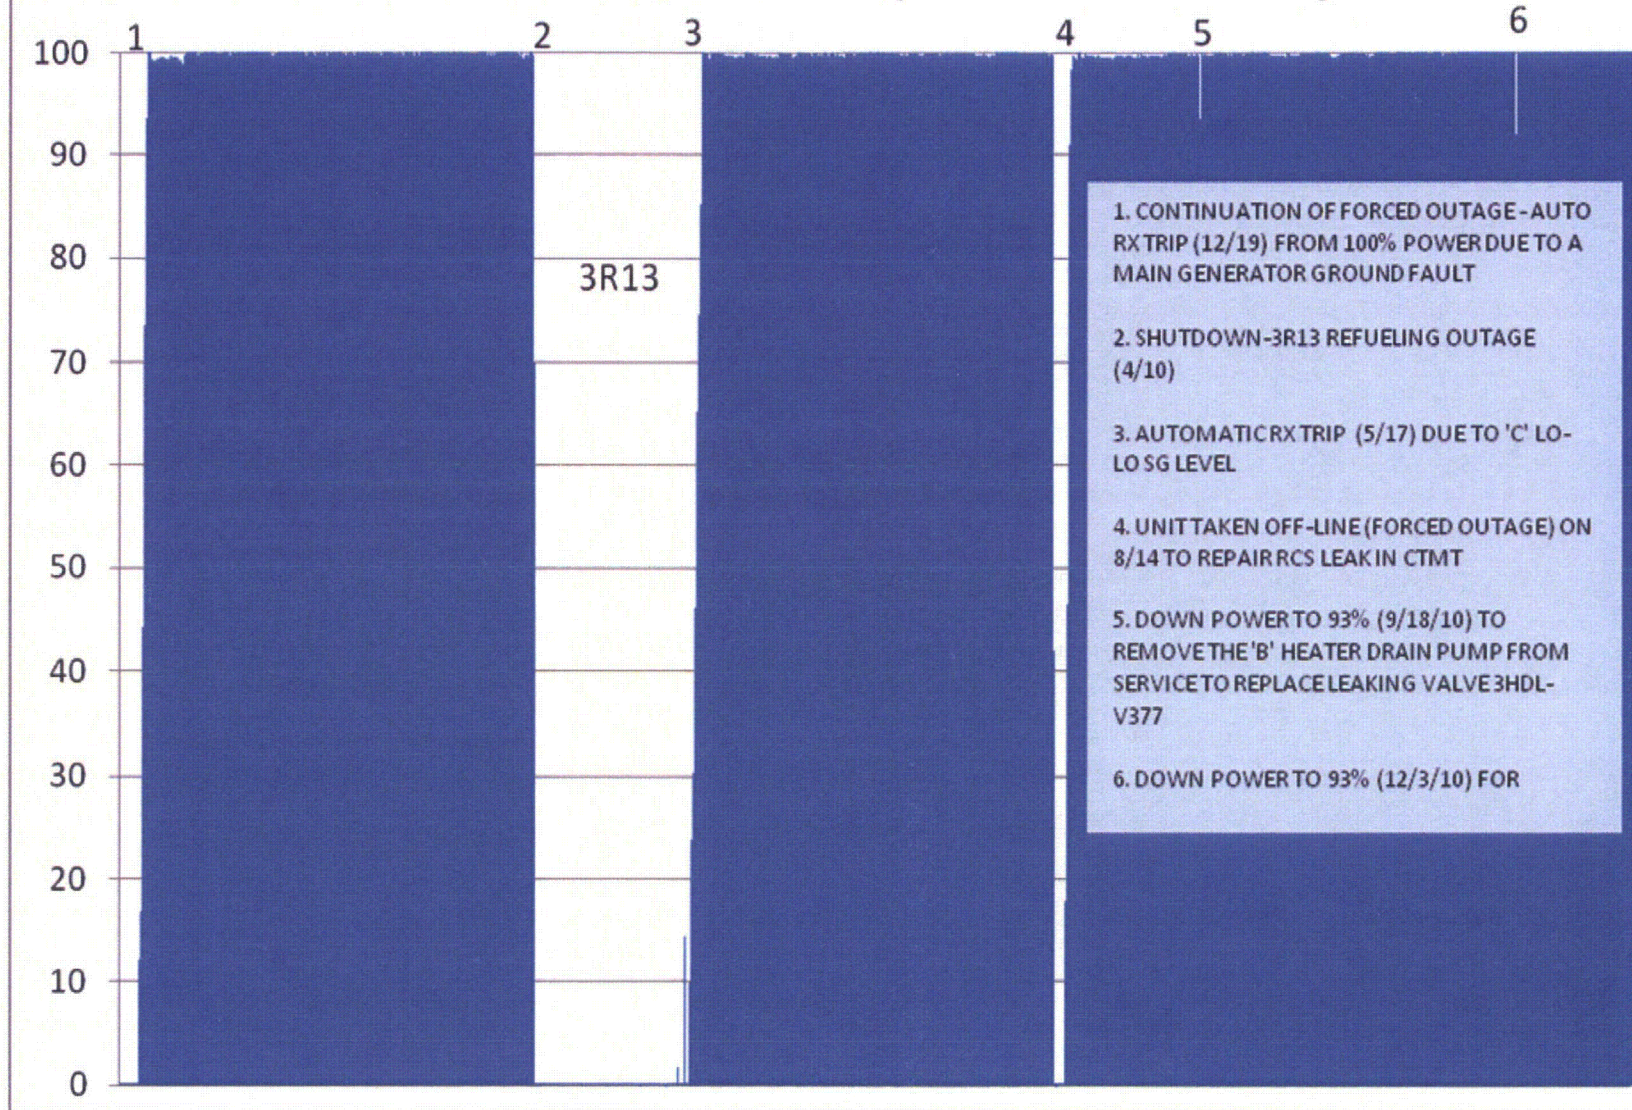 1 2 3 4 5 6
100
90
80
70
60
50
40
30
20
10
0
3R13
1. CONTINUATION OF FORCED OUTAGE - AUTO
RX TRIP (12/19) FROM 100% POWER DUE TO A
MAIN GENERATOR GROUND FAULT
2. SHUTDOWN-3R13 REFUELING OUTAGE
(4/10)
3. AUTOMATIC RX TRIP (5/17) DUE TO 'C' LO-
LO SG LEVEL
4. UNIT TAKEN OFF-LINE (FORCED OUTAGE) ON
8/14 TO REPAIR RCS LEAK IN CTMT
5. DOWN POWER TO 93% (9/18/10) TO
REMOVE THE 'B' HEATER DRAIN PUMP FROM
SERVICE TO REPLACE LEAKING VALVE 3HDL-
V377
6. DOWN POWER TO 93% (12/3/10) FOR